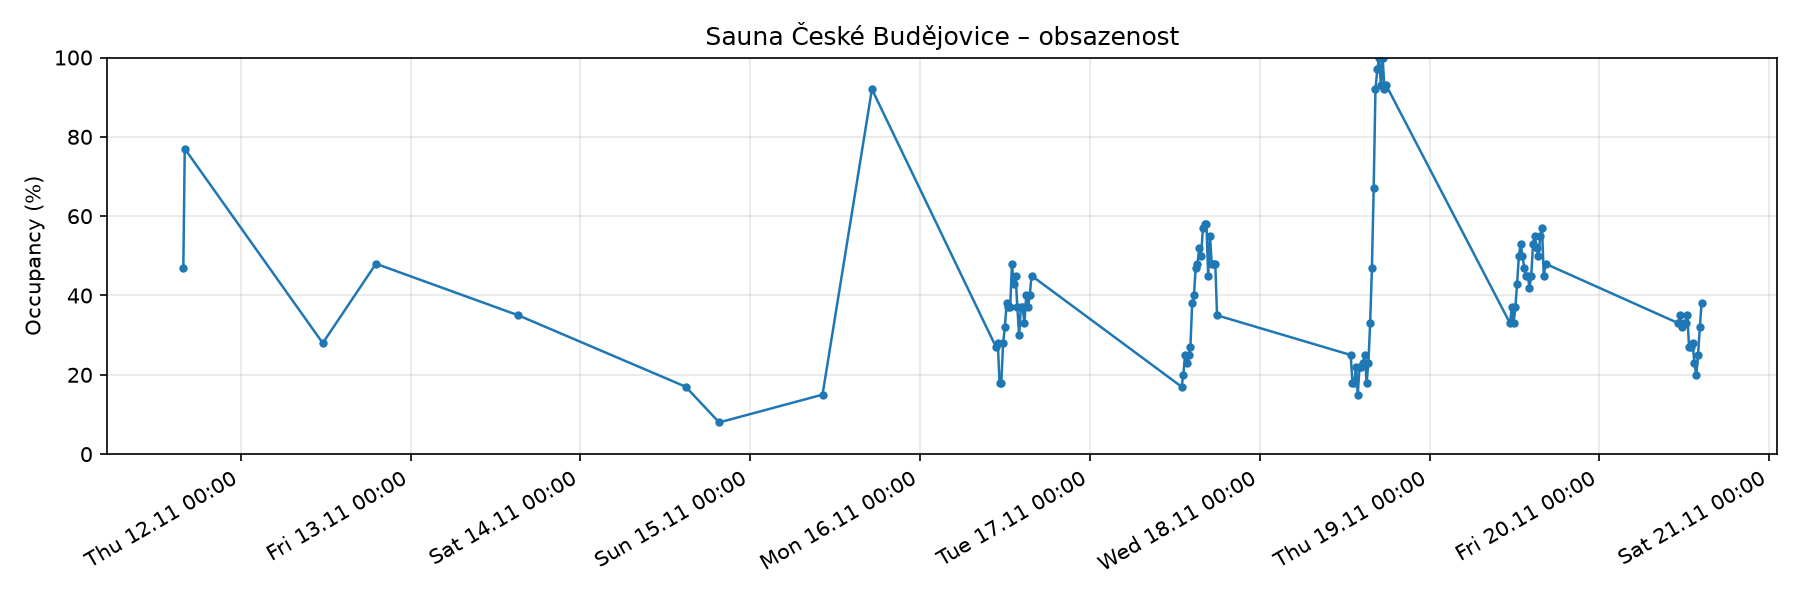 Sauna České Budějovice – obsazenost
Occupancy (%)
100
80
60
40
20
0
Thu 12.11 00:00
Fri 13.11 00:00
Sat 14.11 00:00
Sun 15.11 00:00
Mon 16.11 00:00
Tue 17.11 00:00
Wed 18.11 00:00
Thu 19.11 00:00
Fri 20.11 00:00
Sat 21.11 00:00